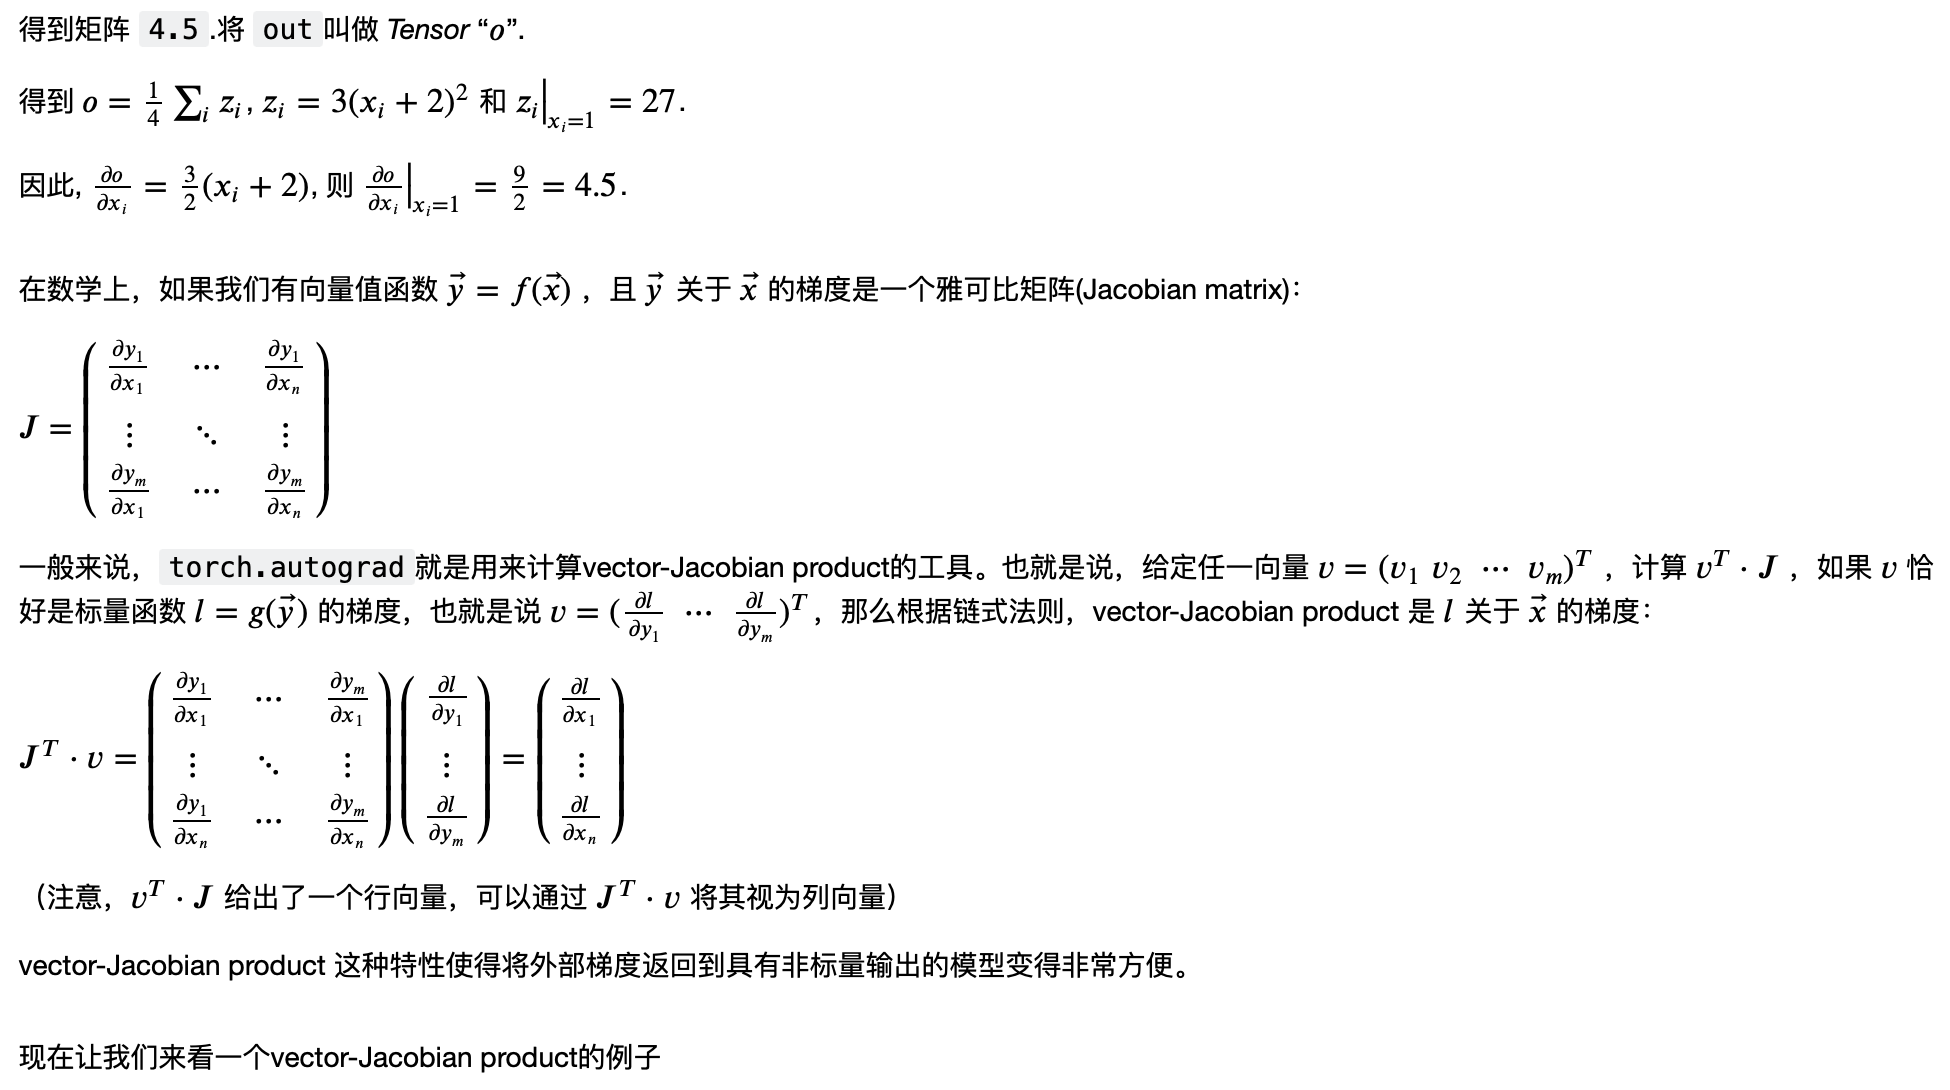 得到矩阵 4.5 .将 out 叫做 Tensor “o”.
得到 $o = \frac{1}{4} \sum_i z_i$, $z_i = 3(x_i + 2)^2$ 和 $z_i\bigr|_{x_i=1} = 27$.
因此, $\frac{\partial o}{\partial x_i} = \frac{3}{2}(x_i + 2)$, 则 $\frac{\partial o}{\partial x_i}\bigr|_{x_i=1} = \frac{9}{2} = 4.5$.
在数学上，如果我们有向量值函数 $\vec{y} = f(\vec{x})$ ，且 $\vec{y}$ 关于 $\vec{x}$ 的梯度是一个雅可比矩阵(Jacobian matrix)：
$J = \begin{pmatrix} \frac{\partial y_1}{\partial x_1} & \cdots & \frac{\partial y_1}{\partial x_n} \\ \vdots & \ddots & \vdots \\ \frac{\partial y_m}{\partial x_1} & \cdots & \frac{\partial y_m}{\partial x_n} \end{pmatrix}$
一般来说， torch.autograd 就是用来计算vector-Jacobian product的工具。也就是说，给定任一向量 $v = (v_1 \; v_2 \; \cdots \; v_m)^T$ ，计算 $v^T \cdot J$ ，如果 $v$ 恰
好是标量函数 $l = g(\vec{y})$ 的梯度，也就是说 $v = (\frac{\partial l}{\partial y_1} \; \cdots \; \frac{\partial l}{\partial y_m})^T$，那么根据链式法则，vector-Jacobian product 是 $l$ 关于 $\vec{x}$ 的梯度：
$J^T \cdot v = \begin{pmatrix} \frac{\partial y_1}{\partial x_1} & \cdots & \frac{\partial y_m}{\partial x_1} \\ \vdots & \ddots & \vdots \\ \frac{\partial y_1}{\partial x_n} & \cdots & \frac{\partial y_m}{\partial x_n} \end{pmatrix} \begin{pmatrix} \frac{\partial l}{\partial y_1} \\ \vdots \\ \frac{\partial l}{\partial y_m} \end{pmatrix} = \begin{pmatrix} \frac{\partial l}{\partial x_1} \\ \vdots \\ \frac{\partial l}{\partial x_n} \end{pmatrix}$
（注意，$v^T \cdot J$ 给出了一个行向量，可以通过 $J^T \cdot v$ 将其视为列向量）
vector-Jacobian product 这种特性使得将外部梯度返回到具有非标量输出的模型变得非常方便。
现在让我们来看一个vector-Jacobian product的例子